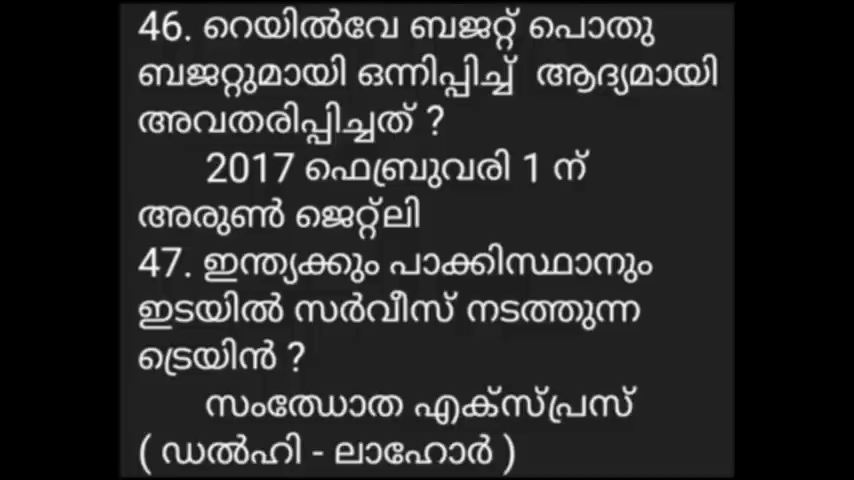 46. റെയിൽവേ ബജറ്റ് പൊതു
ബജറ്റുമായി ഒന്നിപ്പിച്ച് ആദ്യമായി
അവതരിപ്പിച്ചത് ?
2017 ഫെബ്രുവരി 1 ന്
അരുൺ ജെറ്റ്ലി
47. ഇന്ത്യക്കും പാക്കിസ്ഥാനും
ഇടയിൽ സർവീസ് നടത്തുന്ന
ട്രെയിൻ ?
സംഝോത എക്സ്പ്രസ്
( ഡൽഹി - ലാഹോർ )